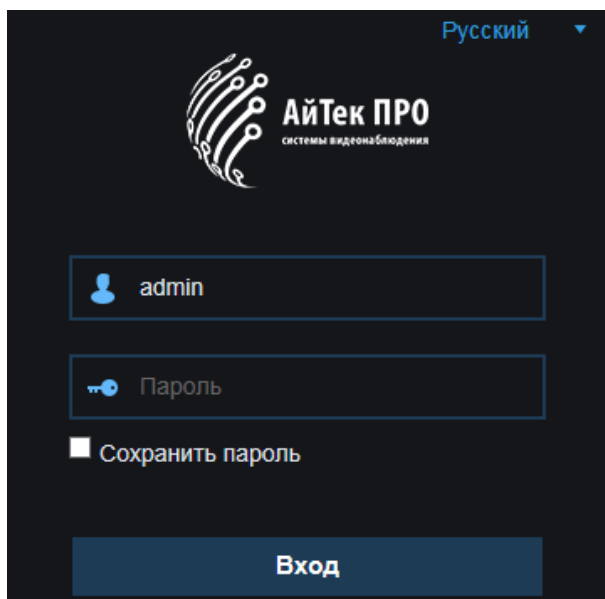 Русский
АйТек ПРО
системы видеонаблюдения
admin
Пароль
Сохранить пароль
Вход